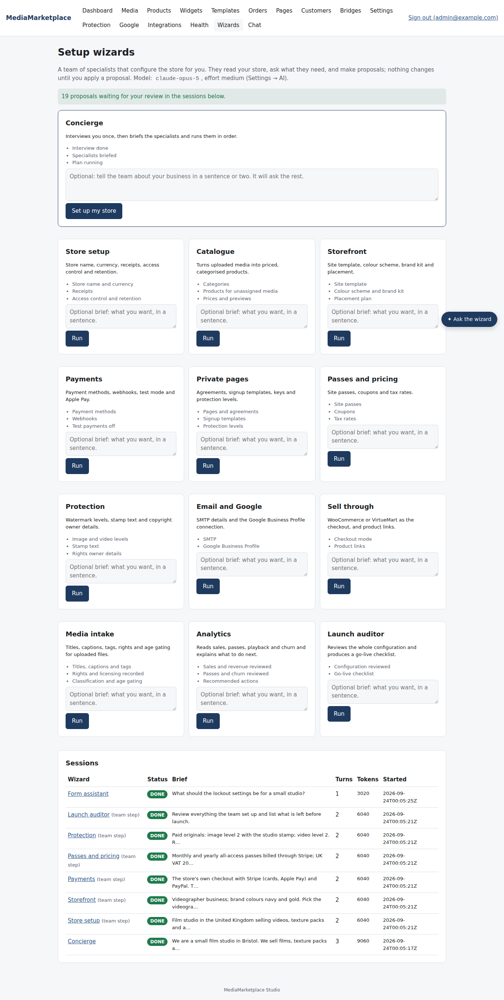 MediaMarketplace
Dashboard Media Products Widgets Templates Orders Pages Customers Bridges Settings
Protection Google Integrations Health Wizards Chat
Sign out (admin@example.com)
Setup wizards
A team of specialists that configure the store for you. They read your store, ask what they need, and make proposals; nothing changes
until you apply a proposal. Model: claude-opus-5 , effort medium (Settings → AI).
19 proposals waiting for your review in the sessions below.
Concierge
Interviews you once, then briefs the specialists and runs them in order.
• Interview done
• Specialists briefed
• Plan running
Optional: tell the team about your business in a sentence or two. It will ask the rest.
Set up my store
Store setup
Store name, currency, receipts, access
control and retention.
• Store name and currency
• Receipts
• Access control and retention
Optional brief: what you want, in a
sentence.
Run
Catalogue
Turns uploaded media into priced,
categorised products.
• Categories
• Products for unassigned media
• Prices and previews
Optional brief: what you want, in a
sentence.
Run
Storefront
Site template, colour scheme, brand kit and
placement.
• Site template
• Colour scheme and brand kit
• Placement plan
Optional brief: what you want, in a
sentence.
Run
✦ Ask the wizard
Payments
Payment methods, webhooks, test mode and
Apple Pay.
• Payment methods
• Webhooks
• Test payments off
Optional brief: what you want, in a
sentence.
Run
Private pages
Agreements, signup templates, keys and
protection levels.
• Pages and agreements
• Signup templates
• Protection levels
Optional brief: what you want, in a
sentence.
Run
Passes and pricing
Site passes, coupons and tax rates.
• Site passes
• Coupons
• Tax rates
Optional brief: what you want, in a
sentence.
Run
Protection
Watermark levels, stamp text and copyright
owner details.
• Image and video levels
• Stamp text
• Rights owner details
Optional brief: what you want, in a
sentence.
Run
Email and Google
SMTP details and the Google Business Profile
connection.
• SMTP
• Google Business Profile
Optional brief: what you want, in a
sentence.
Run
Sell through
WooCommerce or VirtueMart as the
checkout, and product links.
• Checkout mode
• Product links
Optional brief: what you want, in a
sentence.
Run
Media intake
Titles, captions, tags, rights and age gating
for uploaded files.
• Titles, captions and tags
• Rights and licensing recorded
• Classification and age gating
Optional brief: what you want, in a
sentence.
Run
Analytics
Reads sales, passes, playback and churn and
explains what to do next.
• Sales and revenue reviewed
• Passes and churn reviewed
• Recommended actions
Optional brief: what you want, in a
sentence.
Run
Launch auditor
Reviews the whole configuration and
produces a go-live checklist.
• Configuration reviewed
• Go-live checklist
Optional brief: what you want, in a
sentence.
Run
Sessions
Wizard Status Brief Turns Tokens Started
Form assistant DONE What should the lockout settings be for a small studio? 1 3020 2026-09-
24T00:05:25Z
Launch auditor (team step) DONE Review everything the team set up and list what is left before 2 6040 2026-09-
launch. 24T00:05:21Z
Protection (team step) DONE Paid originals: image level 2 with the studio stamp; video level 2. 2 6040 2026-09-
R… 24T00:05:21Z
Passes and pricing (team DONE Monthly and yearly all-access passes billed through Stripe; UK 2 6040 2026-09-
step) VAT 20… 24T00:05:21Z
Payments (team step) DONE The store's own checkout with Stripe (cards, Apple Pay) and 2 6040 2026-09-
PayPal. T… 24T00:05:21Z
Storefront (team step) DONE Videographer business; brand colours navy and gold. Pick the 2 6040 2026-09-
videogra… 24T00:05:21Z
Store setup (team step) DONE Film studio in the United Kingdom selling videos, texture packs 2 6040 2026-09-
and a… 24T00:05:21Z
Concierge DONE We are a small film studio in Bristol. We sell films, texture packs 3 9060 2026-09-
a… 24T00:05:17Z
MediaMarketplace Studio